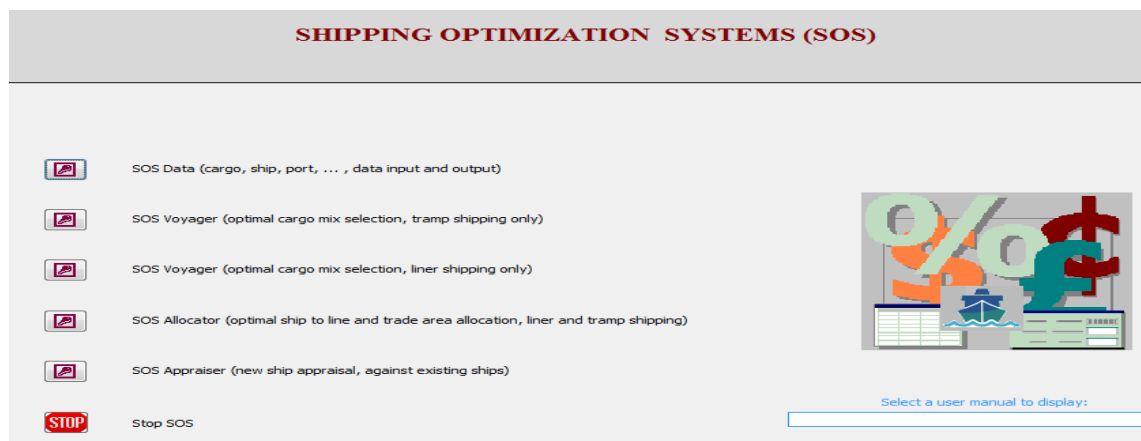 SHIPPING OPTIMIZATION SYSTEMS (SOS)
SOS Data (cargo, ship, port, ... , data input and output)
SOS Voyager (optimal cargo mix selection, tramp shipping only)
SOS Voyager (optimal cargo mix selection, liner shipping only)
SOS Allocator (optimal ship to line and trade area allocation, liner and tramp shipping)
SOS Appraiser (new ship appraisal, against existing ships)
STOP Stop SOS
% $ £ ¢
Select a user manual to display: